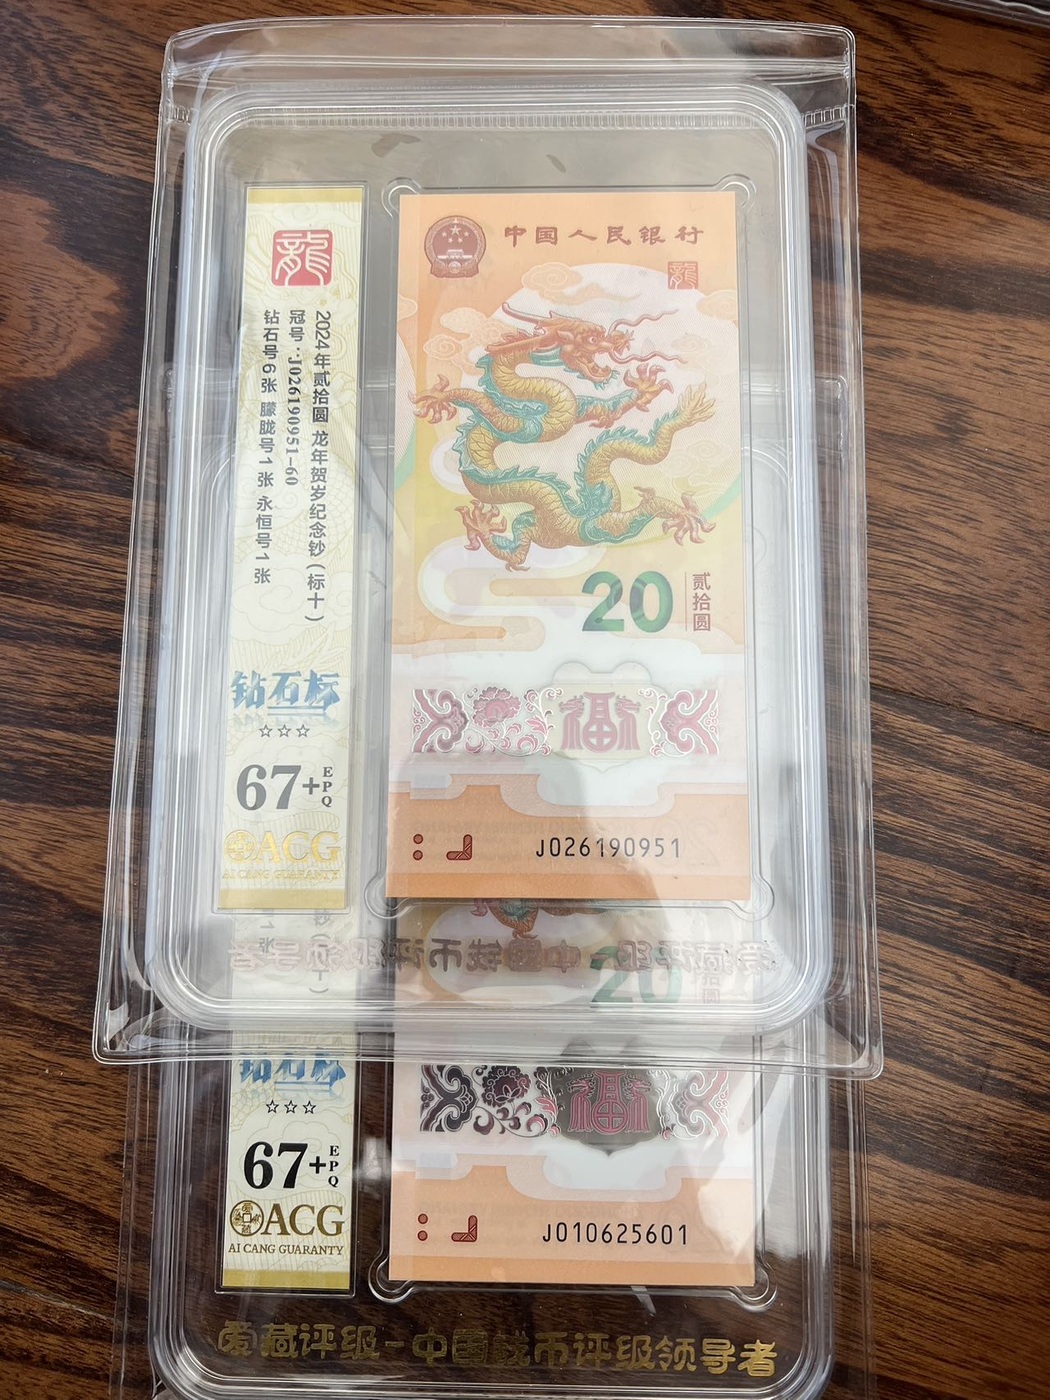 龍
2024年贰拾圆 龙年贺岁纪念钞(标十)
冠号:J026190951-60
钻石号6张 朦胧号1张 永恒号1张
钻石标
☆☆☆
67+EPQ
ACG
AI CANG GUARANTY
中国人民银行
龍
20
贰拾圆
福
J026190951
爱藏评级-中国钱币评级领导者
20
钻石标
☆☆☆
67+EPQ
ACG
AI CANG GUARANTY
福
J010625601
爱藏评级-中国钱币评级领导者